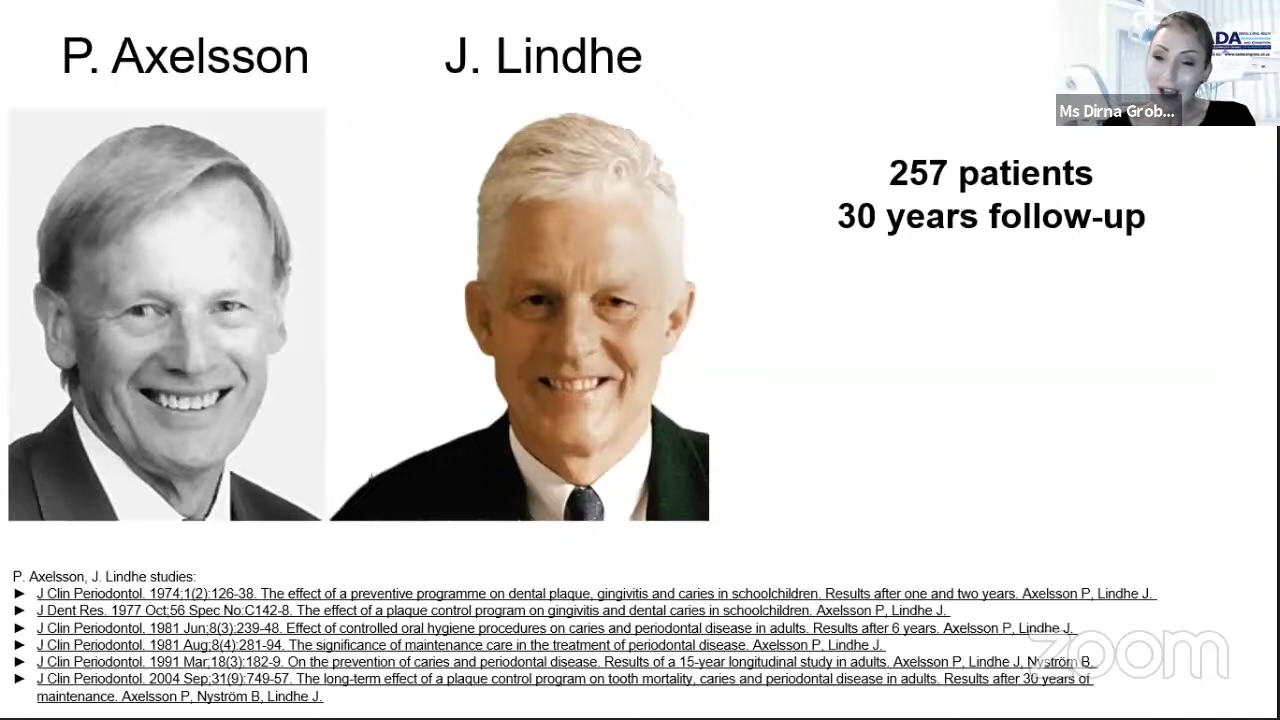 P. Axelsson
J. Lindhe
Ms Dirna Grob...
257 patients
30 years follow-up
P. Axelsson, J. Lindhe studies:
► J Clin Periodontol. 1974;1(2):126-38. The effect of a preventive programme on dental plaque, gingivitis and caries in schoolchildren. Results after one and two years. Axelsson P, Lindhe J.
► J Dent Res. 1977 Oct;56 Spec No:C142-8. The effect of a plaque control program on gingivitis and dental caries in schoolchildren. Axelsson P, Lindhe J.
► J Clin Periodontol. 1981 Jun;8(3):239-48. Effect of controlled oral hygiene procedures on caries and periodontal disease in adults. Results after 6 years. Axelsson P, Lindhe J.
► J Clin Periodontol. 1981 Aug;8(4):281-94. The significance of maintenance care in the treatment of periodontal disease. Axelsson P, Lindhe J.
► J Clin Periodontol. 1991 Mar;18(3):182-9. On the prevention of caries and periodontal disease. Results of a 15-year longitudinal study in adults. Axelsson P, Lindhe J, Nyström B.
► J Clin Periodontol. 2004 Sep;31(9):749-57. The long-term effect of a plaque control program on tooth mortality, caries and periodontal disease in adults. Results after 30 years of
maintenance. Axelsson P, Nyström B, Lindhe J.
zoom